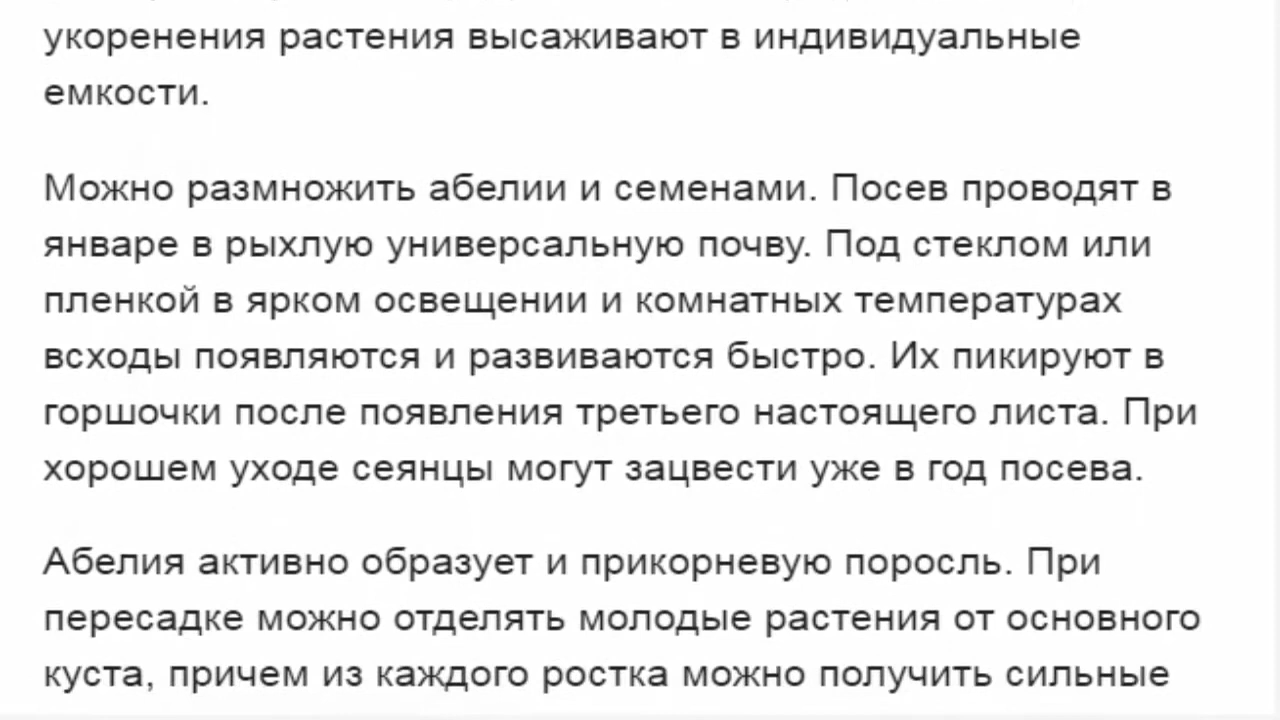 укоренения растения высаживают в индивидуальные
емкости.
Можно размножить абелии и семенами. Посев проводят в
январе в рыхлую универсальную почву. Под стеклом или
пленкой в ярком освещении и комнатных температурах
всходы появляются и развиваются быстро. Их пикируют в
горшочки после появления третьего настоящего листа. При
хорошем уходе сеянцы могут зацвести уже в год посева.
Абелия активно образует и прикорневую поросль. При
пересадке можно отделять молодые растения от основного
куста, причем из каждого ростка можно получить сильные